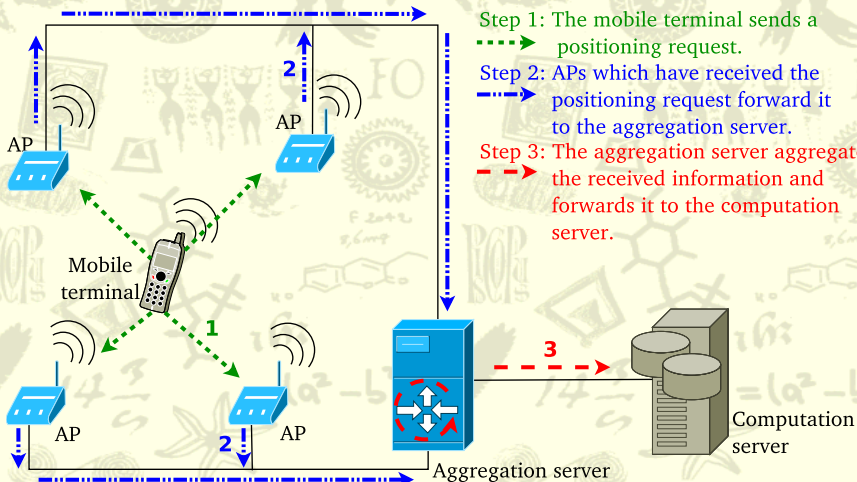 Step 1: The mobile terminal sends a
positioning request.
Step 2: APs which have received the
positioning request forward it
to the aggregation server.
Step 3: The aggregation server aggregat
the received information and
forwards it to the computation
server.
2
AP
AP
Mobile
terminal
1
3
AP
2
AP
Computation
server
Aggregation server